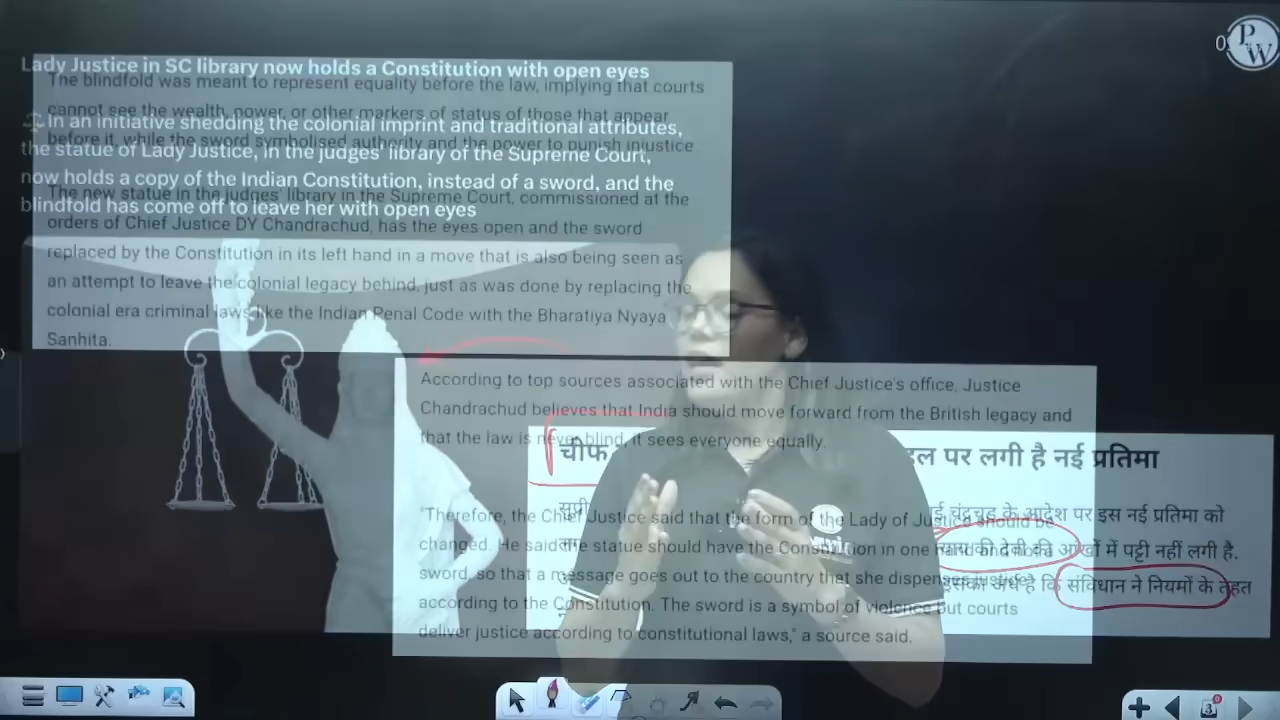 PW
Lady Justice in SC library now holds a Constitution with open eyes
In an initiative shedding the colonial imprint and traditional attributes,
the statue of Lady Justice, in the judges' library of the Supreme Court,
now holds a copy of the Indian Constitution, instead of a sword, and the
blindfold has come off to leave her with open eyes
The blindfold was meant to represent equality before the law, implying that courts
cannot see the wealth, power, or other markers of status of those that appear
before it, while the sword symbolised authority and the power to punish injustice
The new statue in the judges' library in the Supreme Court, commissioned at the
orders of Chief Justice DY Chandrachud, has the eyes open and the sword
replaced by the Constitution in its left hand in a move that is also being seen as
an attempt to leave the colonial legacy behind, just as was done by replacing the
colonial era criminal laws like the Indian Penal Code with the Bharatiya Nyaya
Sanhita.
According to top sources associated with the Chief Justice's office, Justice
Chandrachud believes that India should move forward from the British legacy and
that the law is never blind, it sees everyone equally.
"Therefore, the Chief Justice said that the form of the Lady of Justice should be
changed. He said the statue should have the Constitution in one hand and not a
sword, so that a message goes out to the country that she dispenses justice
according to the Constitution. The sword is a symbol of violence but courts
deliver justice according to constitutional laws," a source said.
चीफ
पर लगी है नई प्रतिमा
चंद्रचूड़ के आदेश पर इस नई प्रतिमा को
न्याय की देवी की आंखों में पट्टी नहीं लगी है.
इसका अर्थ है कि संविधान ने नियमों के तहत